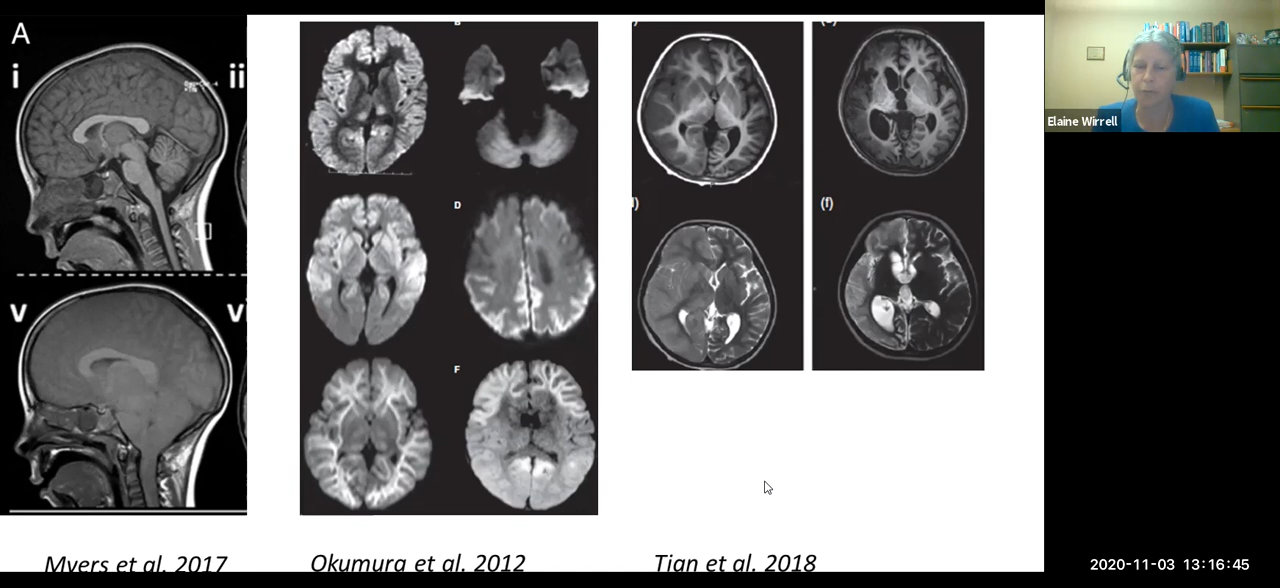 A
i
ii
v
D
F
(f)
Myers et al. 2017
Okumura et al. 2012
Tian et al. 2018
Elaine Wirrell
2020-11-03 13:16:45